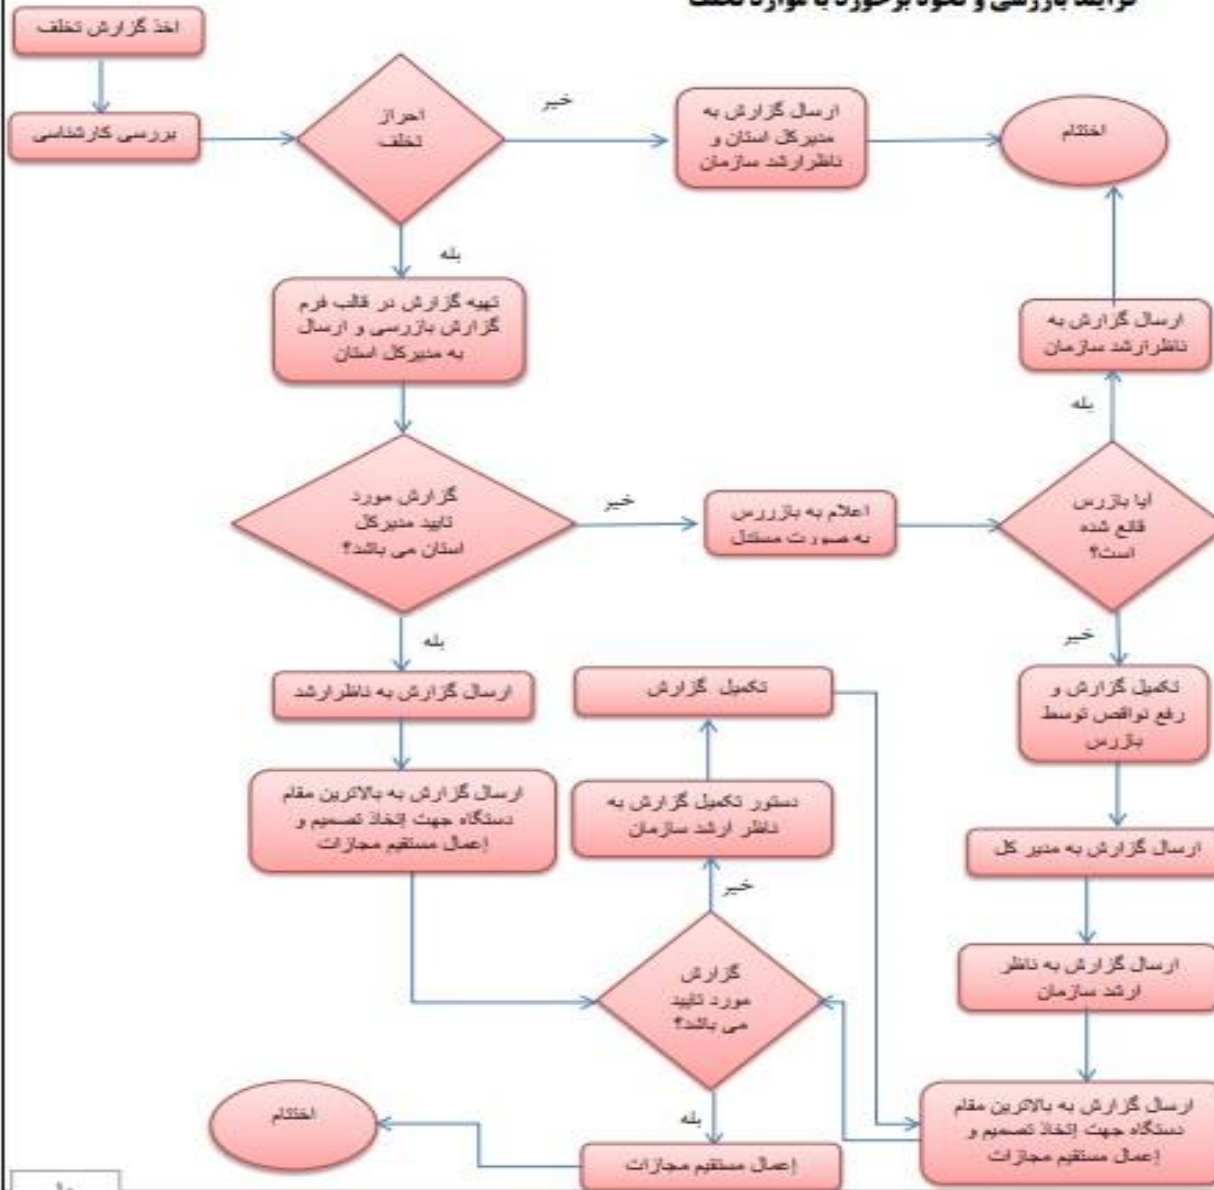 فرایند بازرسی و نحوه برخورد با موارد تخلف
اخذ گزارش تخلف
بررسی کارشناسی
احراز
تخلف
خیر
ارسال گزارش به
مدیرکل استان و
ناظرارشد سازمان
اختتام
بله
تهیه گزارش در قالب فرم
گزارش بازرسی و ارسال
به مدیرکل استان
ارسال گزارش به
ناظرارشد سازمان
بله
گزارش مورد
تایید مدیرکل
استان می باشد؟
خیر
اعلام به بازررس
به صورت مستدل
آیا بازرس
قانع شده
است؟
بله
خیر
ارسال گزارش به ناظرارشد
تکمیل گزارش
تکمیل گزارش و
رفع نواقص توسط
بازرس
ارسال گزارش به بالاترین مقام
دستگاه جهت إتخاذ تصمیم و
إعمال مستقیم مجازات
دستور تکمیل گزارش به
ناظر ارشد سازمان
ارسال گزارش به مدیر کل
خیر
گزارش
مورد تایید
می باشد؟
ارسال گزارش به ناظر
ارشد سازمان
اختتام
بله
إعمال مستقیم مجازات
ارسال گزارش به بالاترین مقام
دستگاه جهت إتخاذ تصمیم و
إعمال مستقیم مجازات